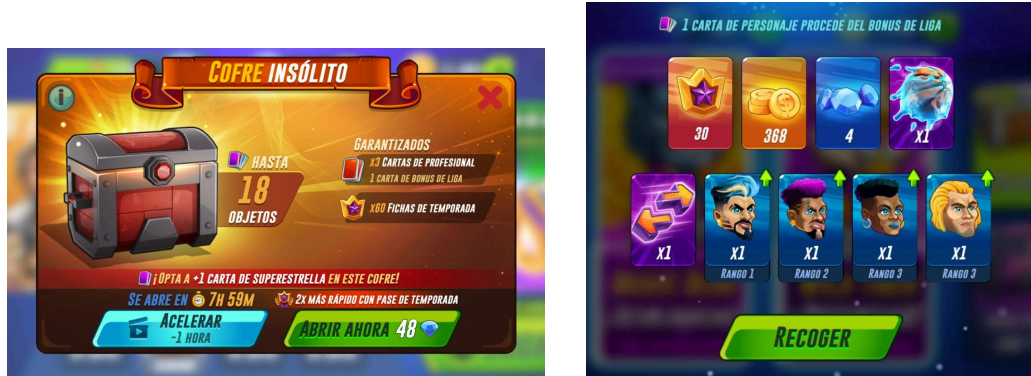 COFRE INSÓLITO
i
HASTA
18
OBJETOS
GARANTIZADOS
X3 CARTAS DE PROFESIONAL
1 CARTA DE BONUS DE LIGA
X60 FICHAS DE TEMPORADA
¡OPTA A +1 CARTA DE SUPERESTRELLA EN ESTE COFRE!
SE ABRE EN 7H 59M
2X MÁS RÁPIDO CON PASE DE TEMPORADA
ACELERAR
-1 HORA
ABRIR AHORA 48
1 CARTA DE PERSONAJE PROCEDE DEL BONUS DE LIGA
30
368
4
X1
X1
X1
X1
X1
X1
RANGO 1
RANGO 2
RANGO 3
RANGO 3
RECOGER